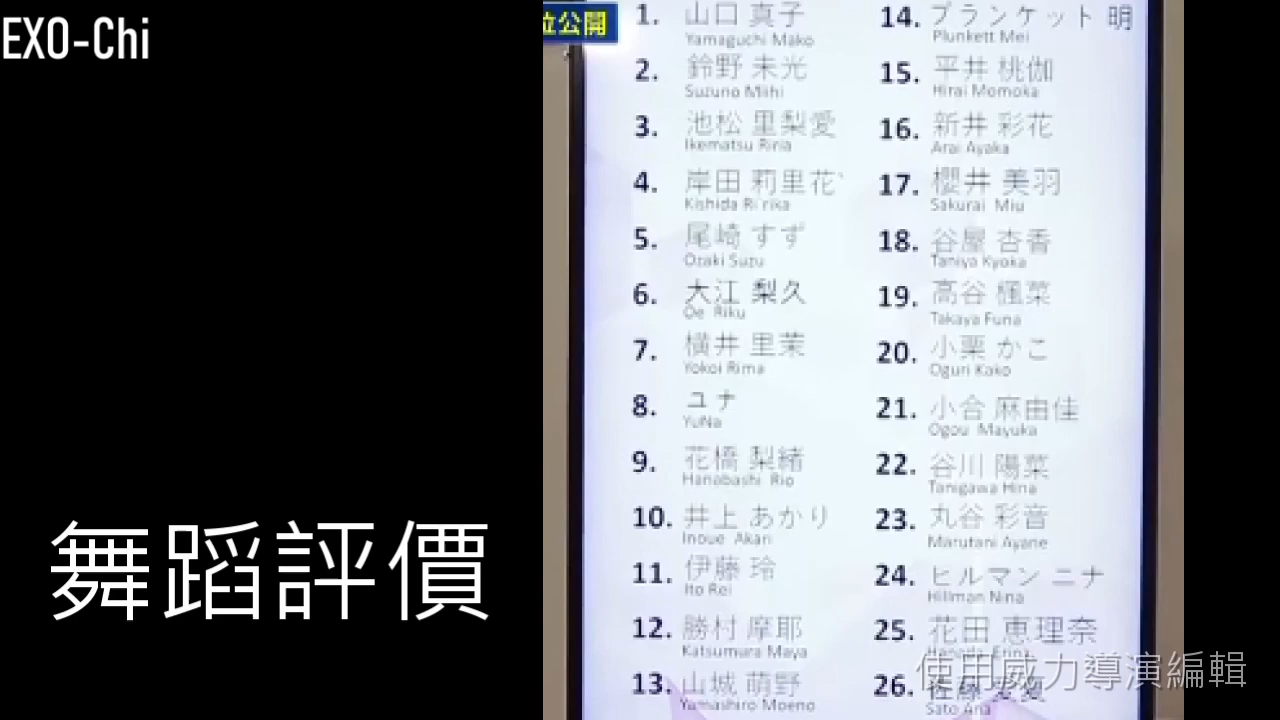 EXO-Chi
位公開
舞蹈評價
1. 山口 真子
Yamaguchi Mako
2. 鈴野 未光
Suzuno Miihi
3. 池松 里梨愛
Ikematsu Riria
4. 岸田 莉里花
Kishida Ririka
5. 尾崎 すず
Ozaki Suzu
6. 大江 梨久
Oe Riku
7. 横井 里茉
Yokoi Rima
8. ユナ
YuNa
9. 花橋 梨緒
Hanabashi Rio
10. 井上 あかり
Inoue Akari
11. 伊藤 玲
Ito Rei
12. 勝村 摩耶
Katsumura Maya
13. 山城 萌野
Yamashiro Moeno
14. プランケット 明
Plunkett Mei
15. 平井 桃伽
Hirai Momoka
16. 新井 彩花
Arai Ayaka
17. 櫻井 美羽
Sakurai Miu
18. 谷屋 杏香
Taniya Kyoka
19. 高谷 楓菜
Takaya Funa
20. 小栗 かこ
Oguri Kako
21. 小合 麻由佳
Ogou Mayuka
22. 谷川 陽菜
Tanigawa Hina
23. 丸谷 彩音
Marutani Ayane
24. ヒルマン ニナ
Hillman Nina
25. 花田 恵理奈
Hanada Erina
26. 佐藤 愛
Sato Aria
使用威力導演編輯